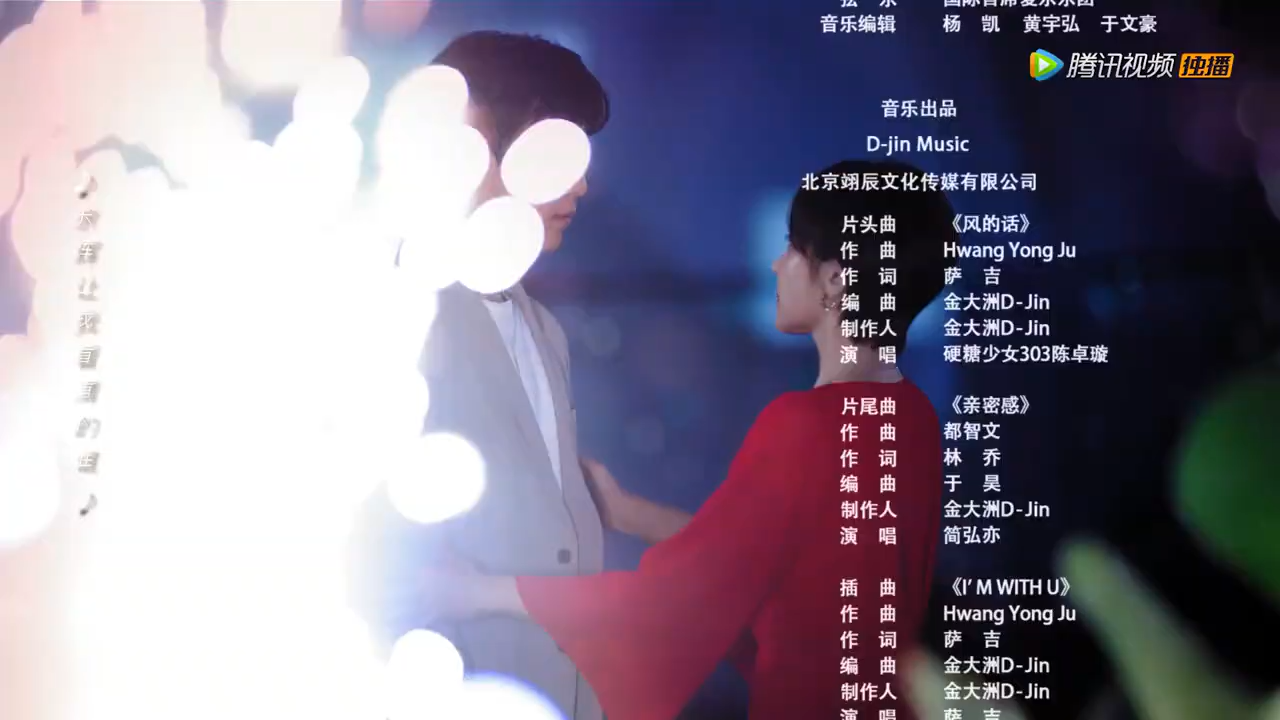 音乐编辑 杨 凯 黄宇弘 于文豪
腾讯视频 独播
音乐出品
D-jin Music
北京翊辰文化传媒有限公司
片头曲 《风的话》
作 曲 Hwang Yong Ju
作 词 萨 吉
编 曲 金大洲D-Jin
制作人 金大洲D-Jin
演 唱 硬糖少女303陈卓璇
片尾曲 《亲密感》
作 曲 都智文
作 词 林 乔
编 曲 于 昊
制作人 金大洲D-Jin
演 唱 简弘亦
插 曲 《I’ M WITH U》
作 曲 Hwang Yong Ju
作 词 萨 吉
编 曲 金大洲D-Jin
制作人 金大洲D-Jin
演 唱 萨 吉